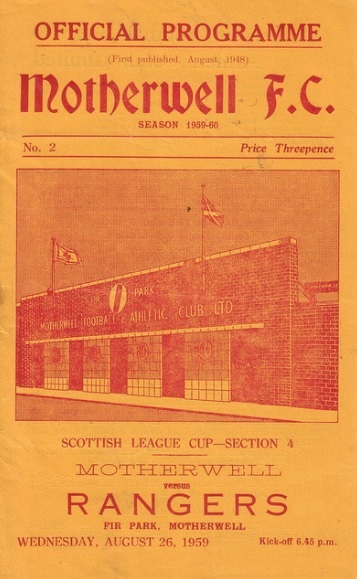 OFFICIAL PROGRAMME
(First published, August, 1948)
Motherwell F.C.
SEASON 1959-60
No. 2 Price Threepence
FIR PARK
MOTHERWELL FOOTBALL & ATHLETIC CLUB LTD
SCOTTISH LEAGUE CUP—SECTION 4
MOTHERWELL
versus
RANGERS
FIR PARK, MOTHERWELL
WEDNESDAY, AUGUST 26, 1959 Kick-off 6.45 p.m.